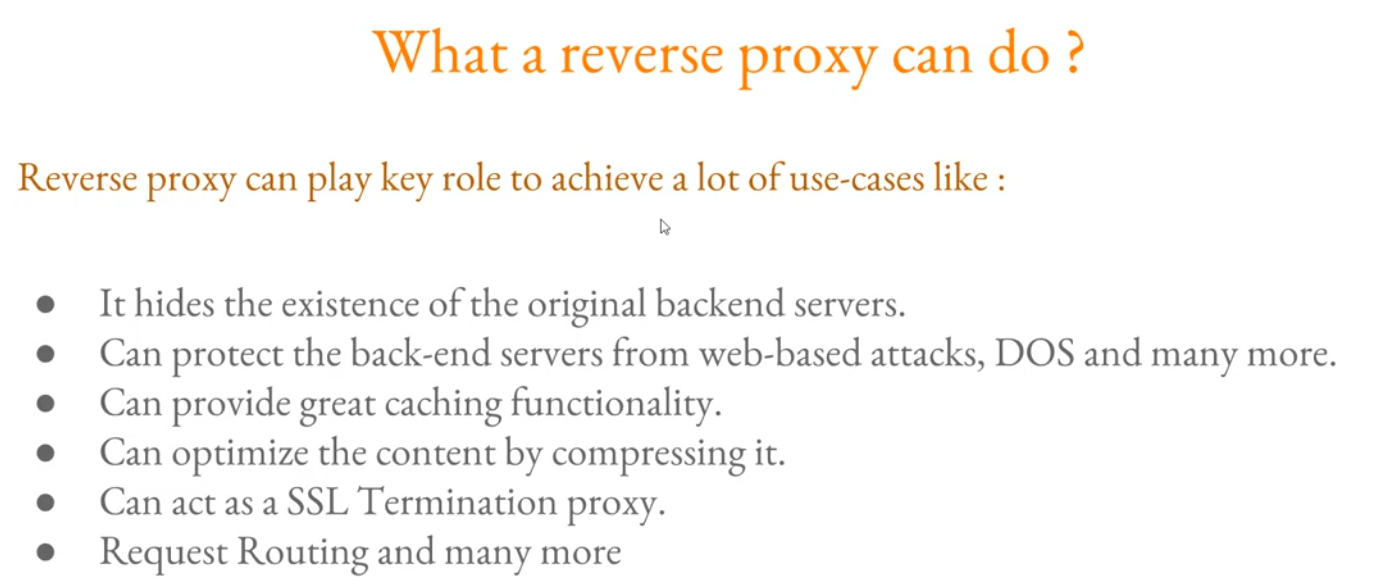 What a reverse proxy can do ?
Reverse proxy can play key role to achieve a lot of use-cases like :
● It hides the existence of the original backend servers.
● Can protect the back-end servers from web-based attacks, DOS and many more.
● Can provide great caching functionality.
● Can optimize the content by compressing it.
● Can act as a SSL Termination proxy.
● Request Routing and many more